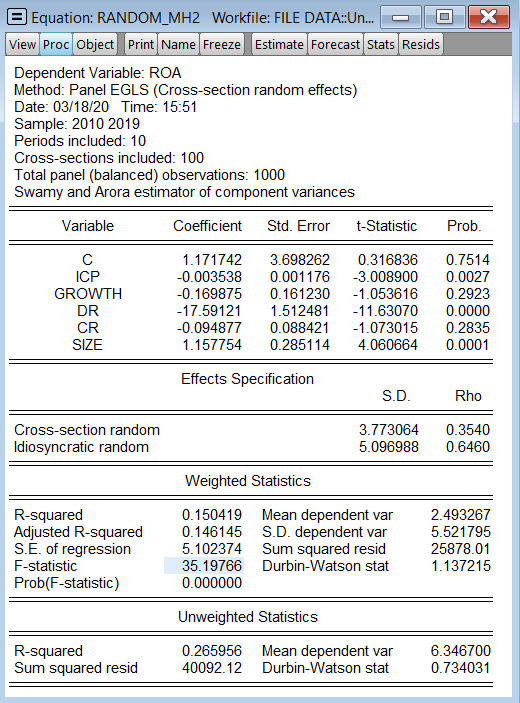 Equation: RANDOM_MH2 Workfile: FILE DATA::Un...
View Proc Object Print Name Freeze Estimate Forecast Stats Resids
Dependent Variable: ROA
Method: Panel EGLS (Cross-section random effects)
Date: 03/18/20 Time: 15:51
Sample: 2010 2019
Periods included: 10
Cross-sections included: 100
Total panel (balanced) observations: 1000
Swamy and Arora estimator of component variances
Variable Coefficient Std. Error t-Statistic Prob.
C 1.171742 3.698262 0.316836 0.7514
ICP -0.003538 0.001176 -3.008900 0.0027
GROWTH -0.169875 0.161230 -1.053616 0.2923
DR -17.59121 1.512481 -11.63070 0.0000
CR -0.094877 0.088421 -1.073015 0.2835
SIZE 1.157754 0.285114 4.060664 0.0001
Effects Specification
S.D. Rho
Cross-section random 3.773064 0.3540
Idiosyncratic random 5.096988 0.6460
Weighted Statistics
R-squared 0.150419 Mean dependent var 2.493267
Adjusted R-squared 0.146145 S.D. dependent var 5.521795
S.E. of regression 5.102374 Sum squared resid 25878.01
F-statistic 35.19766 Durbin-Watson stat 1.137215
Prob(F-statistic) 0.000000
Unweighted Statistics
R-squared 0.265956 Mean dependent var 6.346700
Sum squared resid 40092.12 Durbin-Watson stat 0.734031